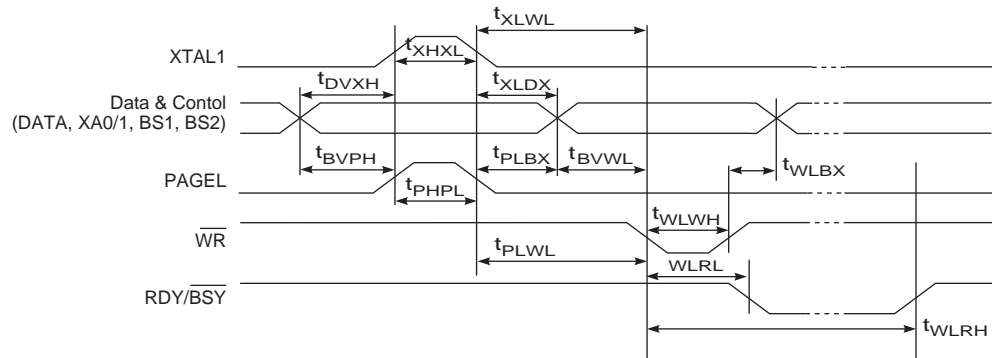 tXLWL
XTAL1
tXHXL
tDVXH
tXLDX
Data & Contol
(DATA, XA0/1, BS1, BS2)
tBVPH
tPLBX
tBVWL
tWLBX
PAGEL
tPHPL
tWLWH
WR
tPLWL
WLRL
RDY/BSY
tWLRH